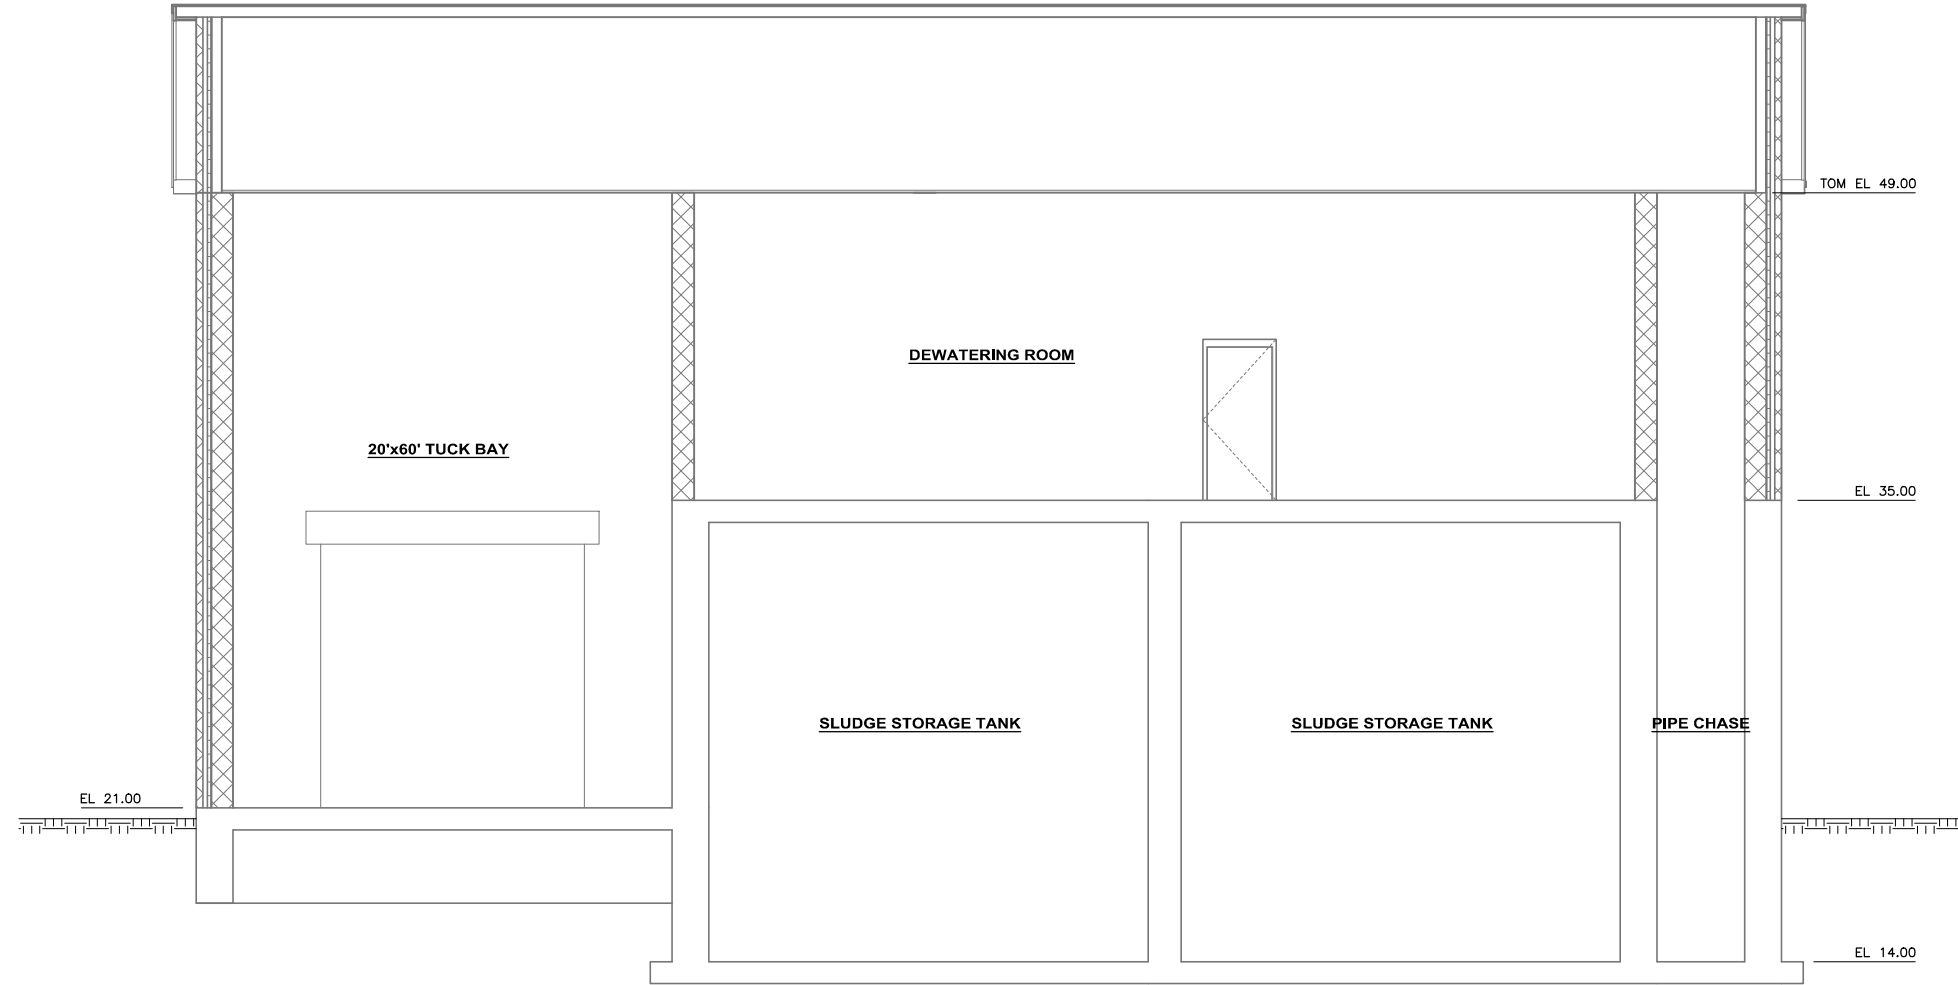 TOM EL 49.00
DEWATERING ROOM
20'x60' TUCK BAY
EL 35.00
SLUDGE STORAGE TANK
SLUDGE STORAGE TANK
PIPE CHASE
EL 21.00
EL 14.00